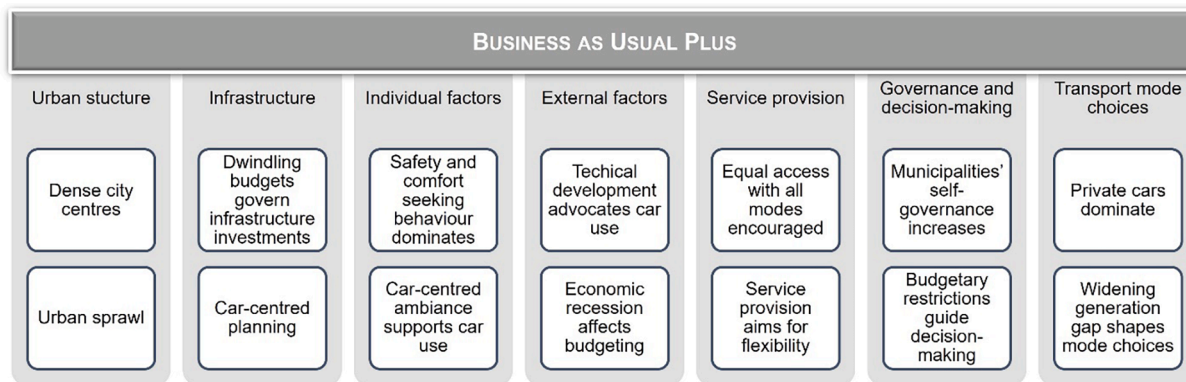 BUSINESS AS USUAL PLUS
Urban stucture
Dense city
centres
Urban sprawl
Infrastructure
Dwindling
budgets
govern
infrastructure
investments
Car-centred
planning
Individual factors
Safety and
comfort
seeking
behaviour
dominates
Car-centred
ambiance
supports car
use
External factors
Techical
development
advocates car
use
Economic
recession
affects
budgeting
Service provision
Equal access
with all
modes
encouraged
Service
provision
aims for
flexibility
Governance and
decision-making
Municipalities’
self-
governance
increases
Budgetary
restrictions
guide
decision-
making
Transport mode
choices
Private cars
dominate
Widening
generation
gap shapes
mode choices